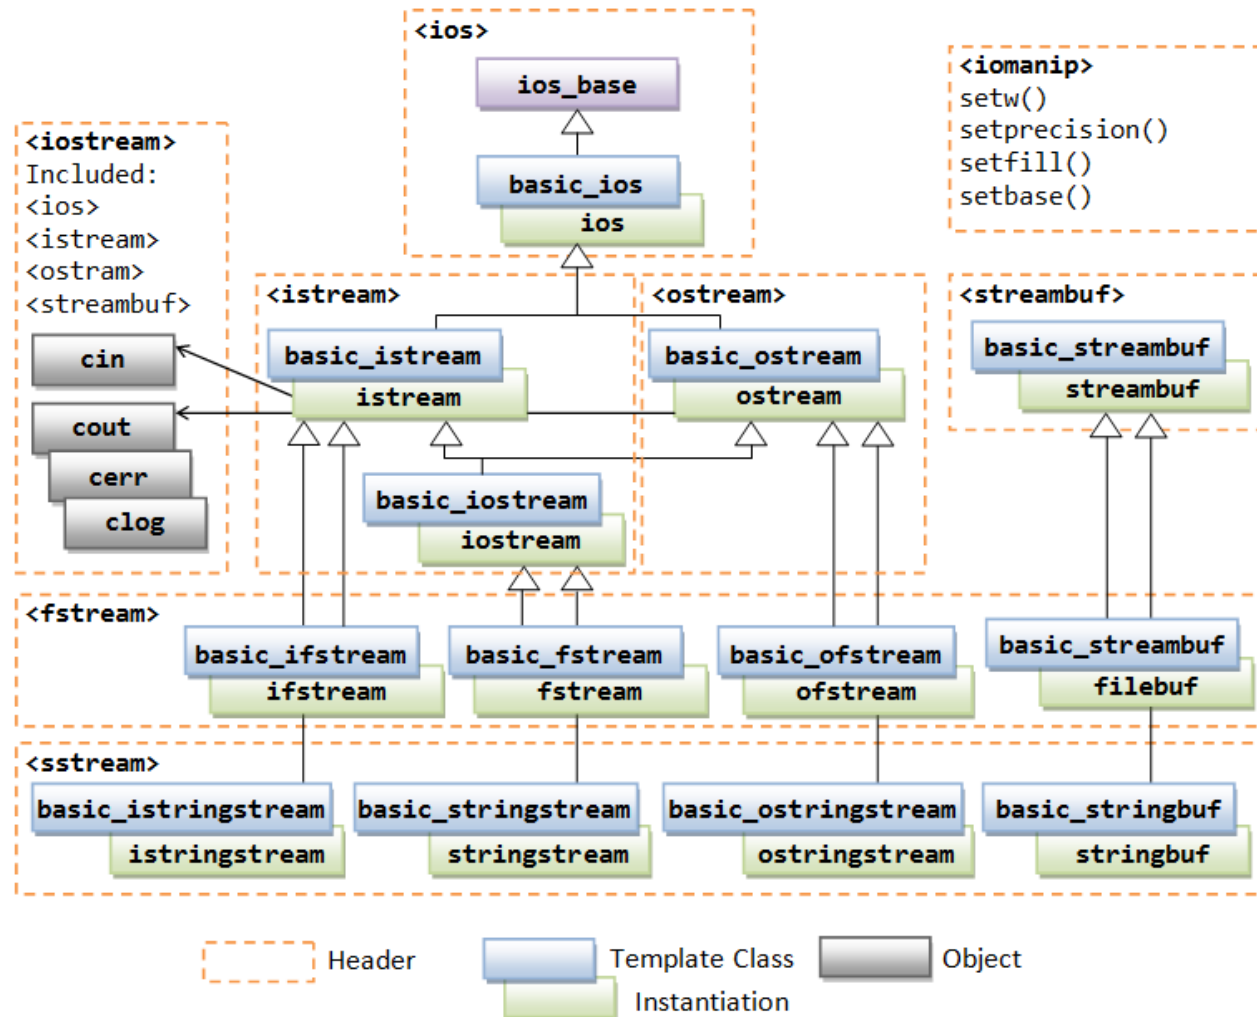 <ios>
ios_base
basic_ios
ios
<iomanip>
setw()
setprecision()
setfill()
setbase()
<iostream>
Included:
<ios>
<istream>
<ostram>
<streambuf>
cin
cout
cerr
clog
<istream>
basic_istream
istream
basic_iostream
iostream
<ostream>
basic_ostream
ostream
<streambuf>
basic_streambuf
streambuf
<fstream>
basic_ifstream
ifstream
basic_fstream
fstream
basic_ofstream
ofstream
basic_streambuf
filebuf
<sstream>
basic_istringstream
istringstream
basic_stringstream
stringstream
basic_ostringstream
ostringstream
basic_stringbuf
stringbuf
Header
Template Class
Object
Instantiation